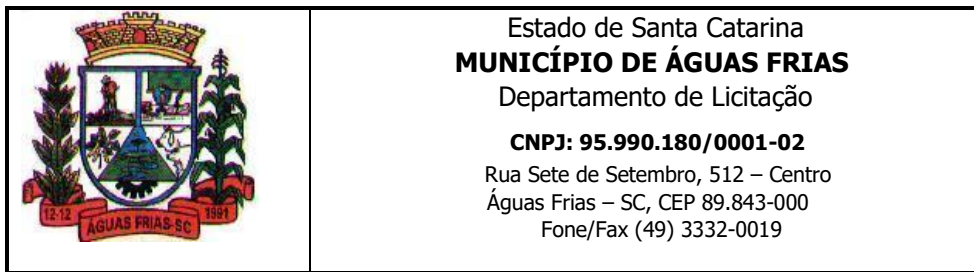 12-12
1991
ÁGUAS FRIAS-SC
Estado de Santa Catarina
MUNICÍPIO DE ÁGUAS FRIAS
Departamento de Licitação
CNPJ: 95.990.180/0001-02
Rua Sete de Setembro, 512 – Centro
Águas Frias – SC, CEP 89.843-000
Fone/Fax (49) 3332-0019